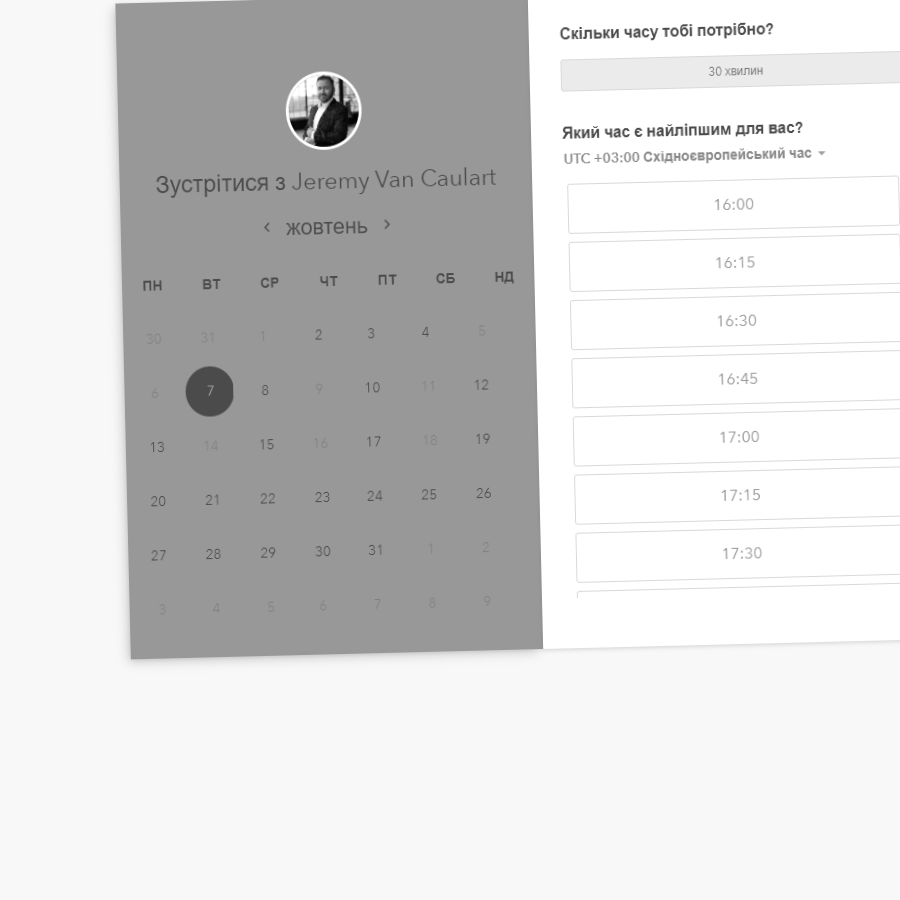 Зустрітися з Jeremy Van Caulart
‹ жовтень ›
ПН ВТ СР ЧТ ПТ СБ НД
30 31 1 2 3 4 5
6 7 8 9 10 11 12
13 14 15 16 17 18 19
20 21 22 23 24 25 26
27 28 29 30 31 1 2
3 4 5 6 7 8 9
Скільки часу тобі потрібно?
30 хвилин
Який час є найліпшим для вас?
UTC +03:00 Східноєвропейський час
16:00
16:15
16:30
16:45
17:00
17:15
17:30